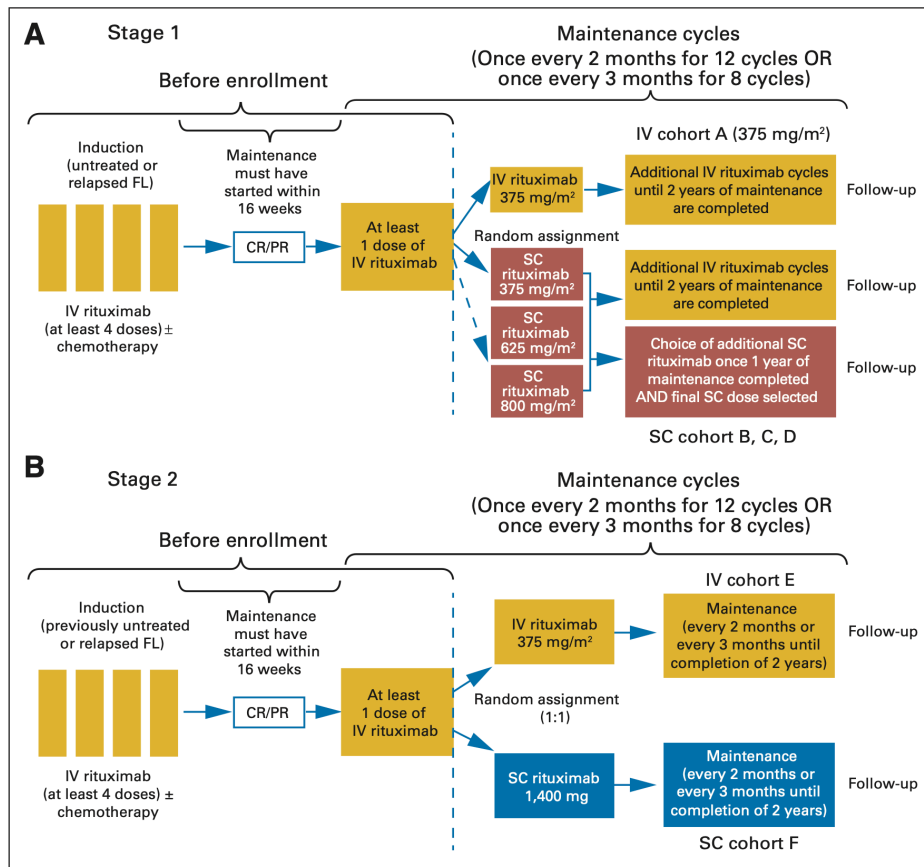 A
Stage 1
Maintenance cycles
(Once every 2 months for 12 cycles OR
once every 3 months for 8 cycles)
Before enrollment
Induction
(untreated or
relapsed FL)
Maintenance
must have
started within
16 weeks
CR/PR
IV rituximab
(at least 4 doses) ±
chemotherapy
At least
1 dose of
IV rituximab
IV cohort A (375 mg/m²)
IV rituximab
375 mg/m²
Additional IV rituximab cycles
until 2 years of maintenance
are completed
Follow-up
Random assignment
SC
rituximab
375 mg/m²
SC
rituximab
625 mg/m²
SC
rituximab
800 mg/m²
Additional IV rituximab cycles
until 2 years of maintenance
are completed
Follow-up
Choice of additional SC
rituximab once 1 year of
maintenance completed
AND final SC dose selected
Follow-up
SC cohort B, C, D
B
Stage 2
Maintenance cycles
(Once every 2 months for 12 cycles OR
once every 3 months for 8 cycles)
Before enrollment
Induction
(previously untreated
or relapsed FL)
Maintenance
must have
started within
16 weeks
CR/PR
IV rituximab
(at least 4 doses) ±
chemotherapy
At least
1 dose of
IV rituximab
IV cohort E
IV rituximab
375 mg/m²
Maintenance
(every 2 months or
every 3 months until
completion of 2 years)
Follow-up
Random assignment
(1:1)
SC rituximab
1,400 mg
Maintenance
(every 2 months or
every 3 months until
completion of 2 years)
Follow-up
SC cohort F